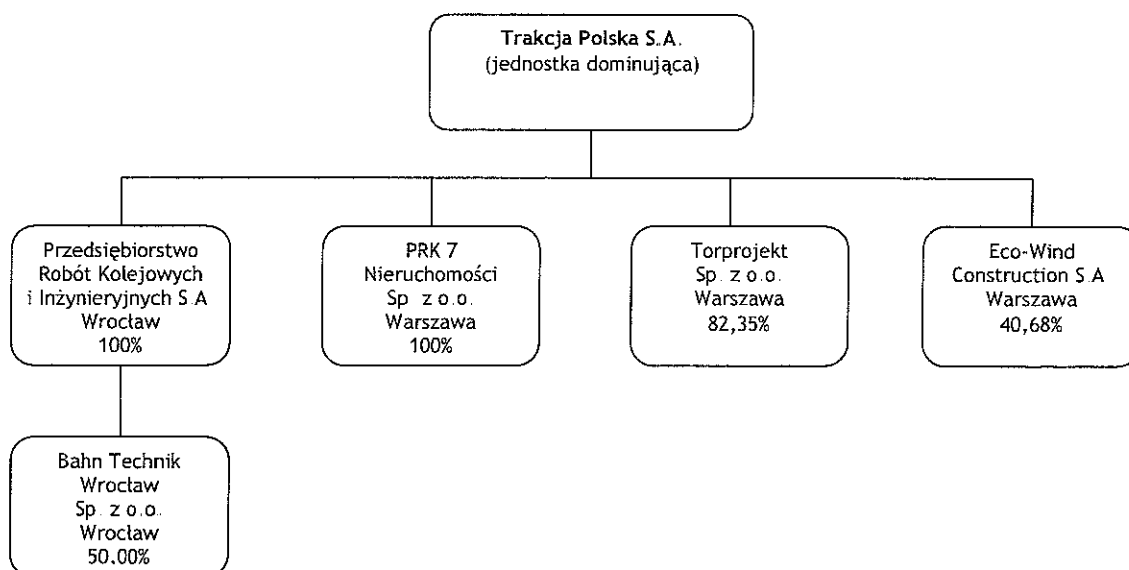 Trakcja Polska S.A.
(jednostka dominująca)
Przedsiębiorstwo
Robót Kolejowych
i Inżynieryjnych S.A
Wrocław
100%
PRK 7
Nieruchomości
Sp. z o.o.
Warszawa
100%
Torprojekt
Sp. z o.o.
Warszawa
82,35%
Eco-Wind
Construction S.A
Warszawa
40,68%
Bahn Technik
Wrocław
Sp. z o.o.
Wrocław
50,00%